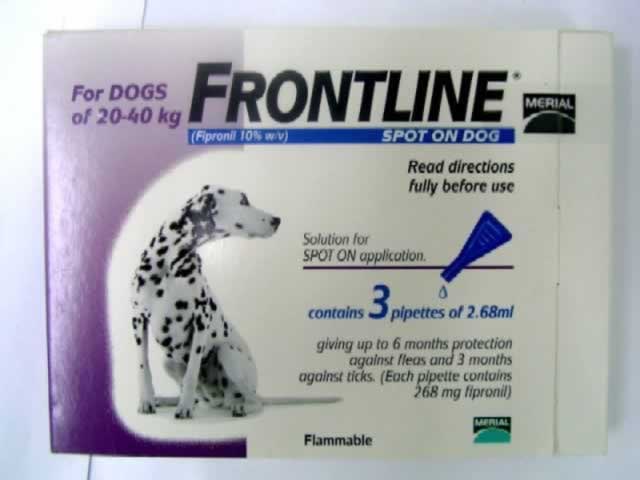 For DOGS
of 20-40 kg
FRONTLINE®
MERIAL
(Fipronil 10% w/v) SPOT ON DOG
Read directions
fully before use
Solution for
SPOT ON application.
contains 3 pipettes of 2.68ml
giving up to 6 months protection
against fleas and 3 months
against ticks. (Each pipette contains
268 mg fipronil)
Flammable
MERIAL